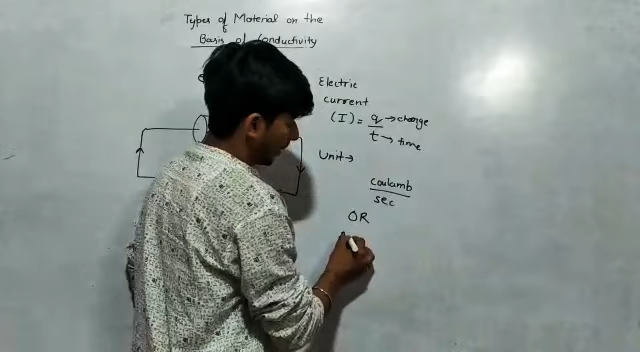 Types of Material on the
Basis of Conductivity
Electric
current
(I) = q → charge
t → time
Unit →
coulamb
sec
OR